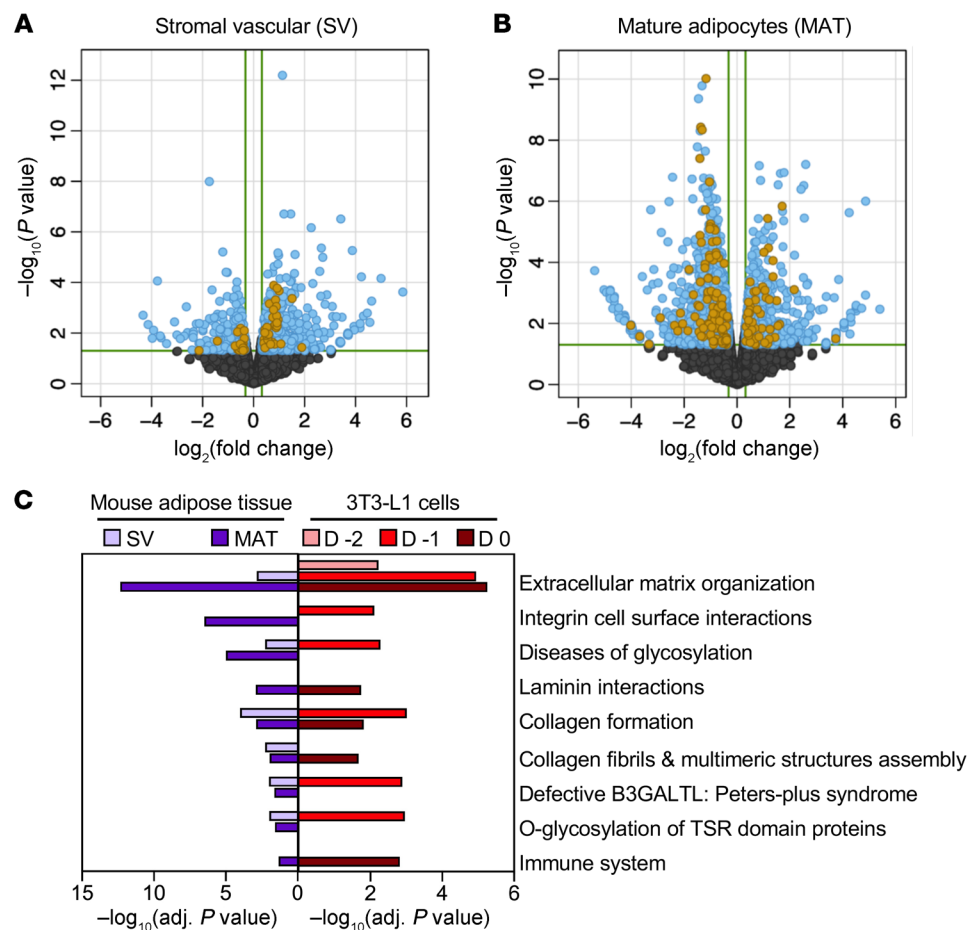 A
Stromal vascular (SV)
–log10(P value)
12
10
8
6
4
2
0
–6 –4 –2 0 2 4 6
log2(fold change)
B
Mature adipocytes (MAT)
–log10(P value)
10
8
6
4
2
0
–6 –4 –2 0 2 4 6
log2(fold change)
C
Mouse adipose tissue 3T3-L1 cells
SV MAT D -2 D -1 D 0
Extracellular matrix organization
Integrin cell surface interactions
Diseases of glycosylation
Laminin interactions
Collagen formation
Collagen fibrils & multimeric structures assembly
Defective B3GALTL: Peters-plus syndrome
O-glycosylation of TSR domain proteins
Immune system
15 10 5 0 2 4 6
–log10(adj. P value) –log10(adj. P value)